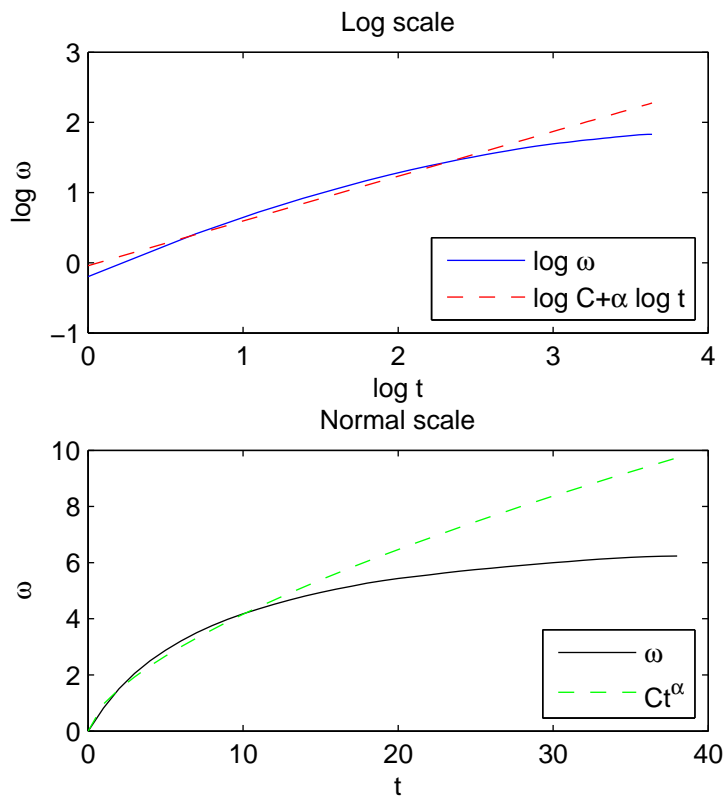 Log scale
3
2
1
0
−1
log ω
log ω
log C+α log t
0 1 2 3 4
log t
Normal scale
10
8
6
4
2
0
ω
ω
Ct^α
0 10 20 30 40
t